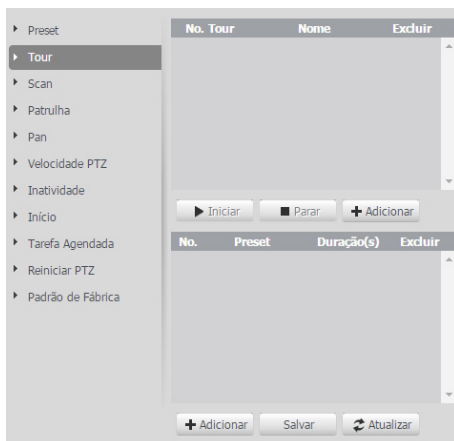 Preset
Tour
Scan
Patrulha
Pan
Velocidade PTZ
Inatividade
Início
Tarefa Agendada
Reiniciar PTZ
Padrão de Fábrica
No. Tour Nome Excluir
Iniciar Parar Adicionar
No. Preset Duração(s) Excluir
Adicionar Salvar Atualizar